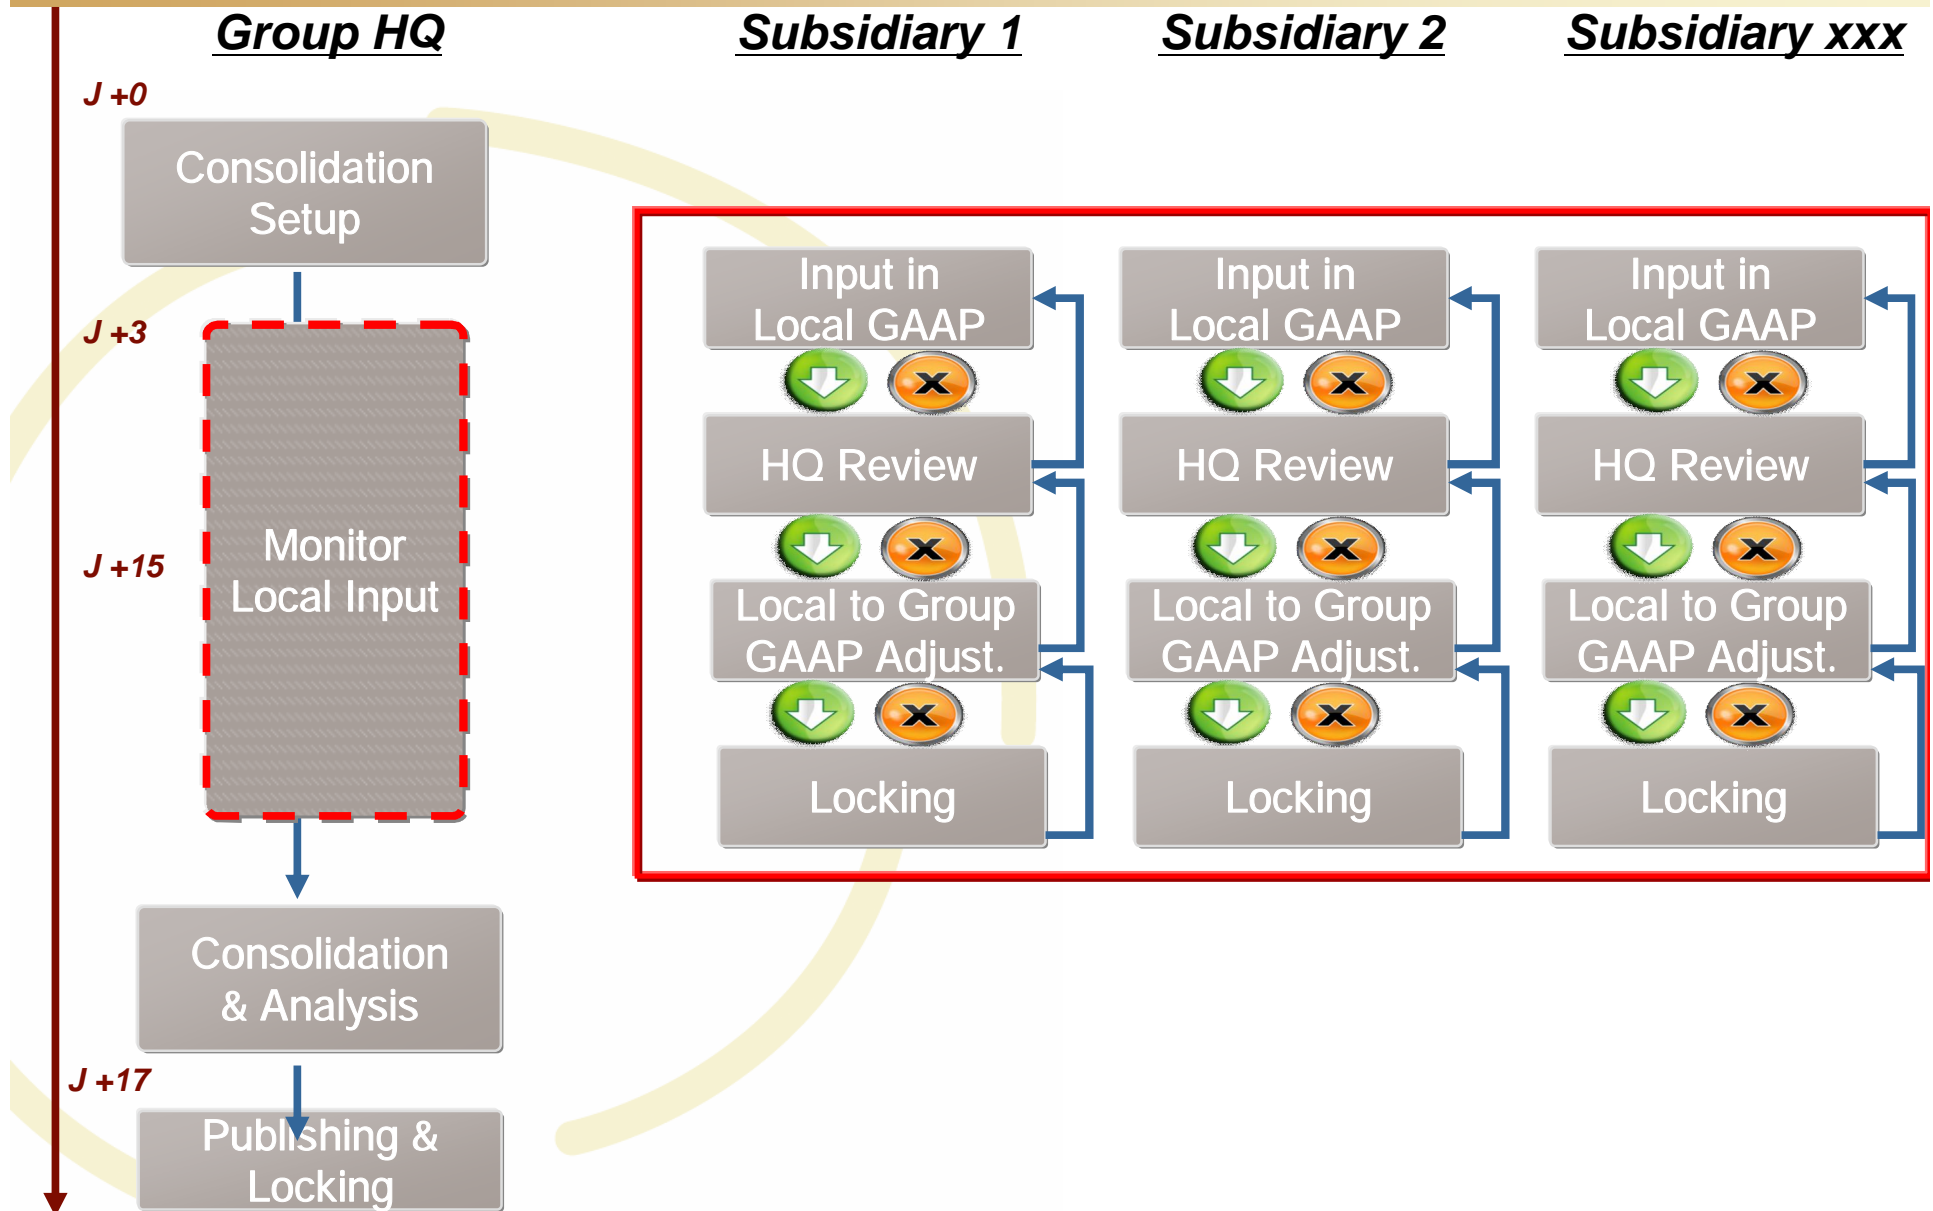 Group HQ
Subsidiary 1
Subsidiary 2
Subsidiary xxx
J +0
Consolidation
Setup
J +3
Monitor
Local Input
J +15
Consolidation
& Analysis
J +17
Publishing &
Locking
Input in
Local GAAP
HQ Review
Local to Group
GAAP Adjust.
Locking
Input in
Local GAAP
HQ Review
Local to Group
GAAP Adjust.
Locking
Input in
Local GAAP
HQ Review
Local to Group
GAAP Adjust.
Locking